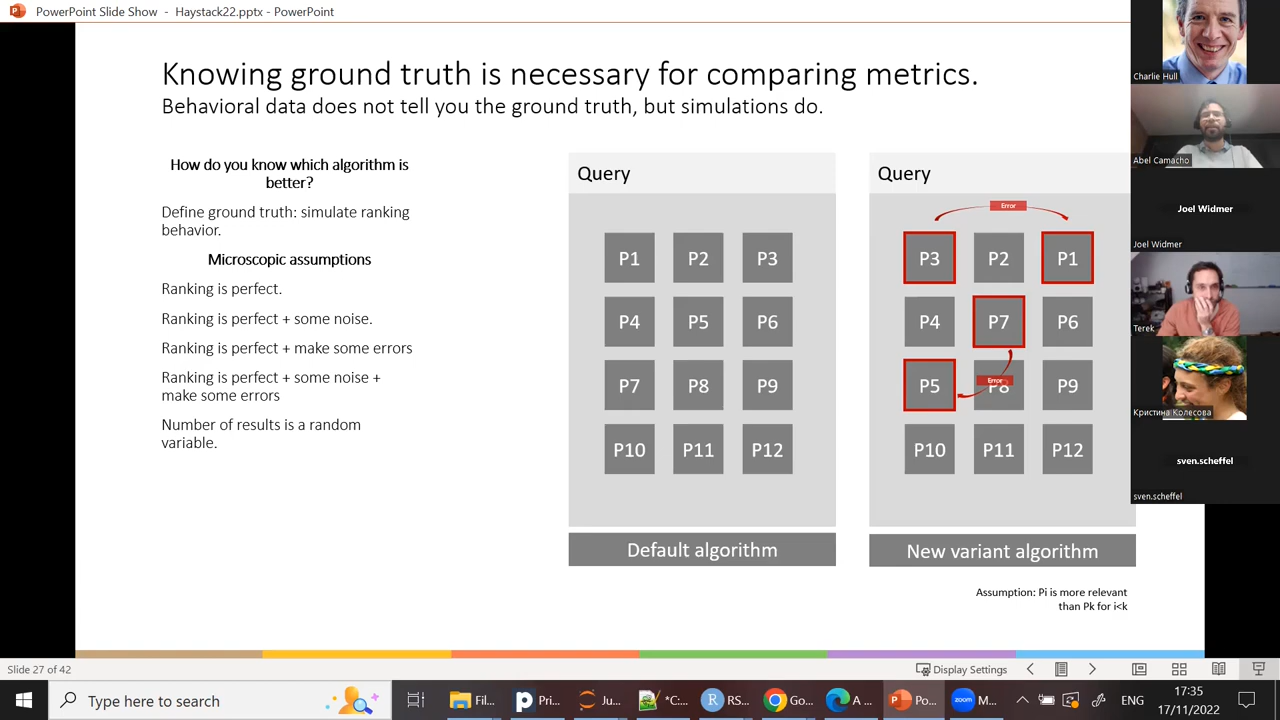 PowerPoint Slide Show - Haystack22.pptx - PowerPoint
Knowing ground truth is necessary for comparing metrics.
Behavioral data does not tell you the ground truth, but simulations do.
How do you know which algorithm is
better?
Define ground truth: simulate ranking
behavior.
Microscopic assumptions
Ranking is perfect.
Ranking is perfect + some noise.
Ranking is perfect + make some errors
Ranking is perfect + some noise +
make some errors
Number of results is a random
variable.
Query
P1 P2 P3
P4 P5 P6
P7 P8 P9
P10 P11 P12
Default algorithm
Query
Error
P3 P2 P1
P4 P7 P6
Error
P5 P8 P9
P10 P11 P12
New variant algorithm
Assumption: Pi is more relevant
than Pk for i<k
Charlie Hull
Abel Camacho
Joel Widmer
Joel Widmer
Terek
Кристина Колесова
sven.scheffel
sven.scheffel
Slide 27 of 42
Display Settings
Type here to search
Fil...
Pri...
Ju...
*C:...
RS...
Go...
A ...
Po...
zoom
M...
ENG
17:35
17/11/2022